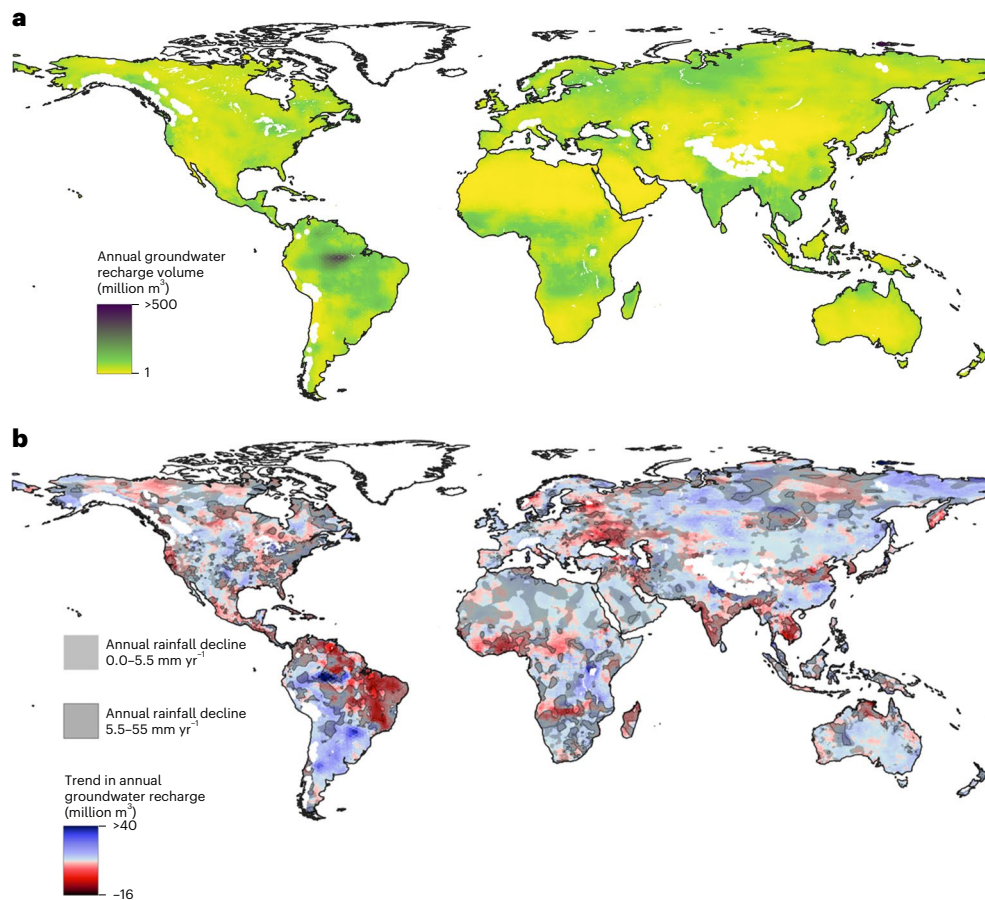 a
Annual groundwater
recharge volume
(million m³)
>500
1
b
Annual rainfall decline
0.0–5.5 mm yr⁻¹
Annual rainfall decline
5.5–55 mm yr⁻¹
Trend in annual
groundwater recharge
(million m³)
>40
–16